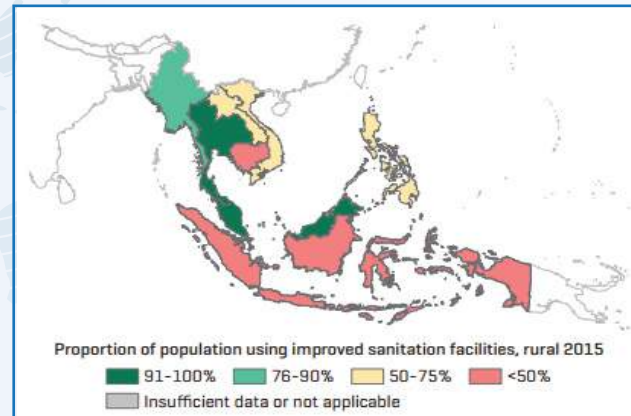 Proportion of population using improved sanitation facilities, rural 2015
91-100% 76-90% 50-75% <50%
Insufficient data or not applicable